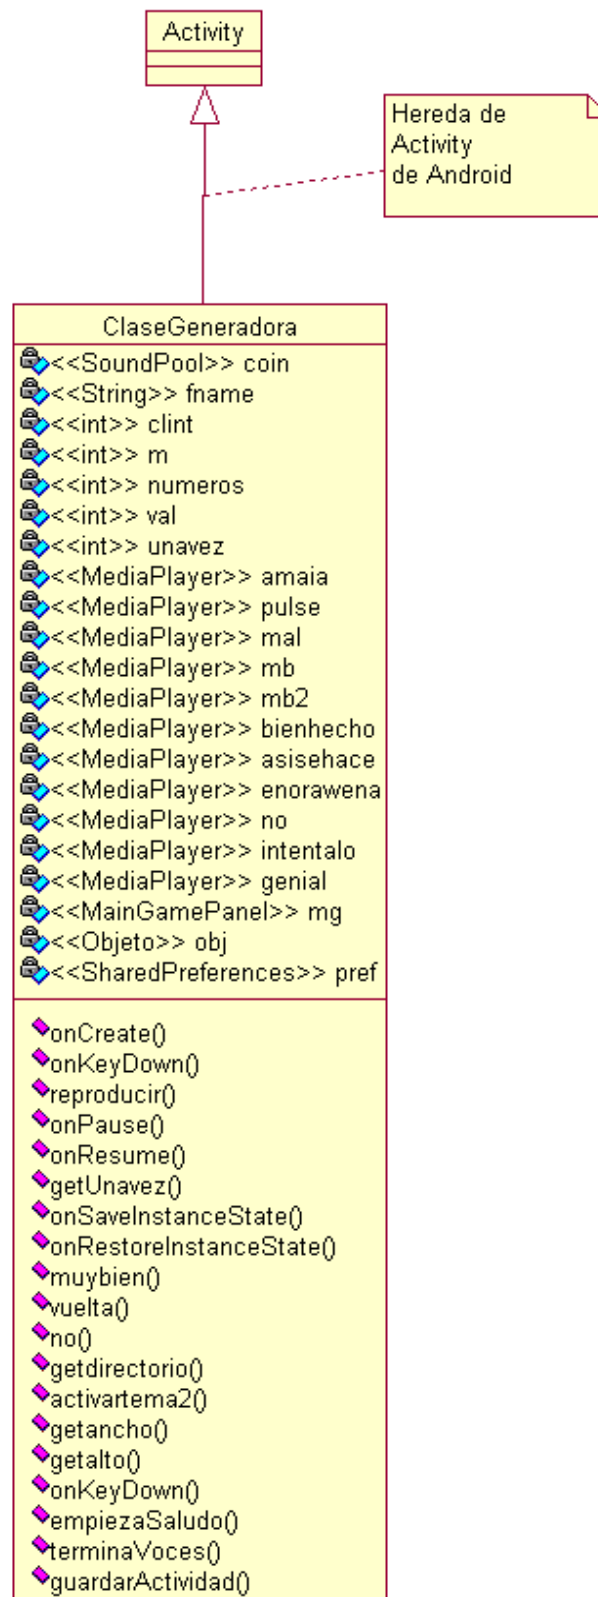 Activity
Hereda de
Activity
de Android
ClaseGeneradora
<<SoundPool>> coin
<<String>> fname
<<int>> clint
<<int>> m
<<int>> numeros
<<int>> val
<<int>> unavez
<<MediaPlayer>> amaia
<<MediaPlayer>> pulse
<<MediaPlayer>> mal
<<MediaPlayer>> mb
<<MediaPlayer>> mb2
<<MediaPlayer>> bienhecho
<<MediaPlayer>> asisehace
<<MediaPlayer>> enorawena
<<MediaPlayer>> no
<<MediaPlayer>> intentalo
<<MediaPlayer>> genial
<<MainGamePanel>> mg
<<Objeto>> obj
<<SharedPreferences>> pref
onCreate()
onKeyDown()
reproducir()
onPause()
onResume()
getUnavez()
onSaveInstanceState()
onRestoreInstanceState()
muybien()
vuelta()
no()
getdirectorio()
activartema2()
getancho()
getalto()
onKeyDown()
empiezaSaludo()
terminaVoces()
guardarActividad()